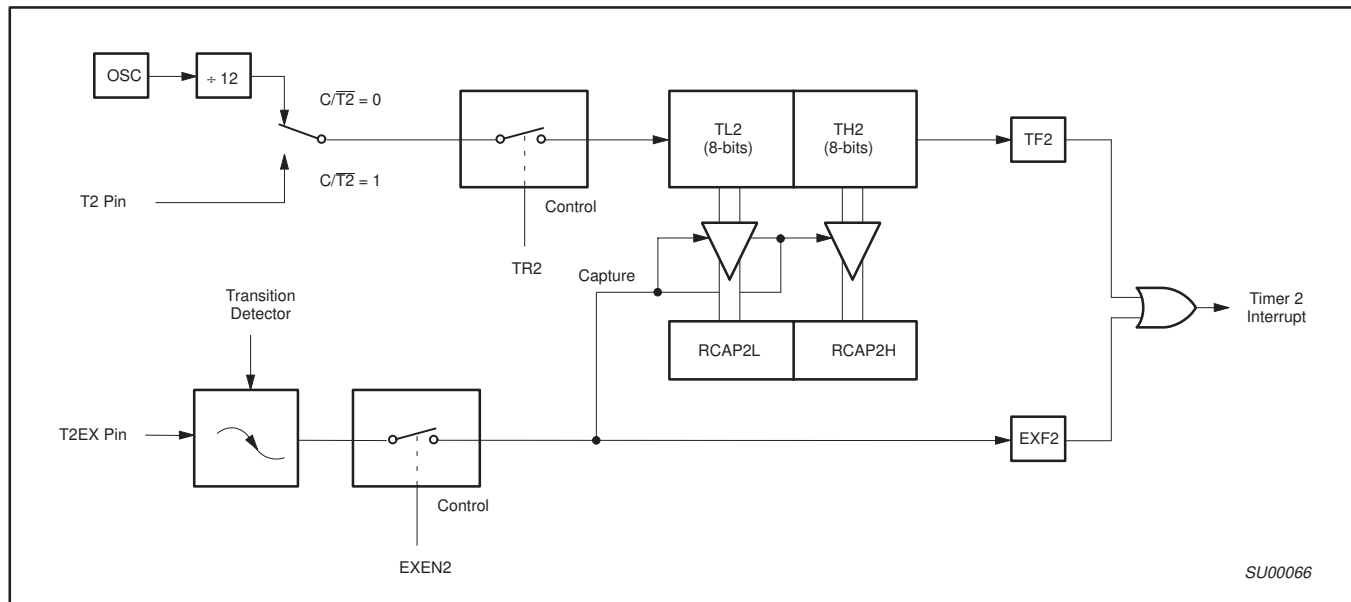 OSC
÷ 12
C/T2 = 0
C/T2 = 1
T2 Pin
Control
TR2
TL2
(8-bits)
TH2
(8-bits)
TF2
Capture
RCAP2L
RCAP2H
Timer 2
Interrupt
Transition
Detector
T2EX Pin
Control
EXEN2
EXF2
SU00066